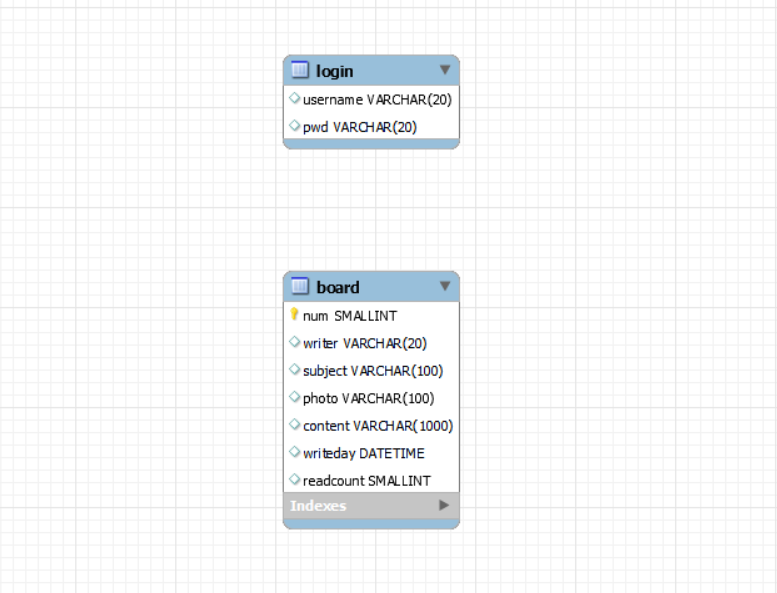 login
username VARCHAR(20)
pwd VARCHAR(20)
board
num SMALLINT
writer VARCHAR(20)
subject VARCHAR(100)
photo VARCHAR(100)
content VARCHAR(1000)
writeday DATETIME
readcount SMALLINT
Indexes